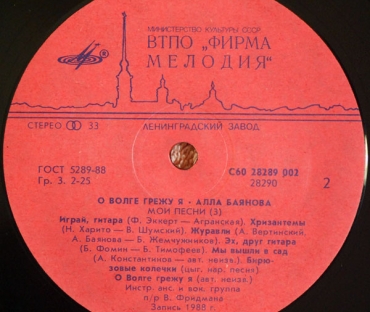 МИНИСТЕРСТВО КУЛЬТУРЫ СССР
ВТПО „ФИРМА
МЕЛОДИЯ"
СТЕРЕО 33
ЛЕНИНГРАДСКИЙ ЗАВОД
ГОСТ 5289-88
Гр. 3. 2-25
С60 28289 002
28290
2
О ВОЛГЕ ГРЕЖУ Я · АЛЛА БАЯНОВА
МОИ ПЕСНИ (3)
Играй, гитара (Ф. Эккерт — Агранская). Хризантемы
(Н. Харито — В. Шумский). Журавли (А. Вертинский,
А. Баянова — Б. Жемчужников). Эх, друг гитара
(Б. Фомин — Б. Тимофеев). Мы вышли в сад
(А. Константинов — авт. неизв.). Бирю-
зовые колечки (цыг. нар. песня).
О Волге грежу я (авт. неизв.)
Инстр. анс и вок. группа
п/р В. Фридмана
Запись 1988 г.